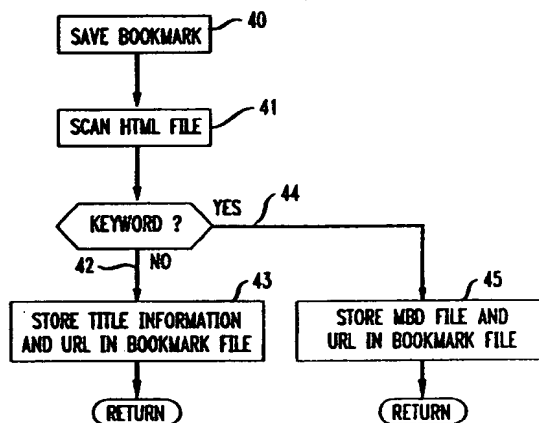 SAVE BOOKMARK
40
SCAN HTML FILE
41
KEYWORD ?
YES
44
42
NO
43
STORE TITLE INFORMATION
AND URL IN BOOKMARK FILE
45
STORE MBD FILE AND
URL IN BOOKMARK FILE
RETURN
RETURN